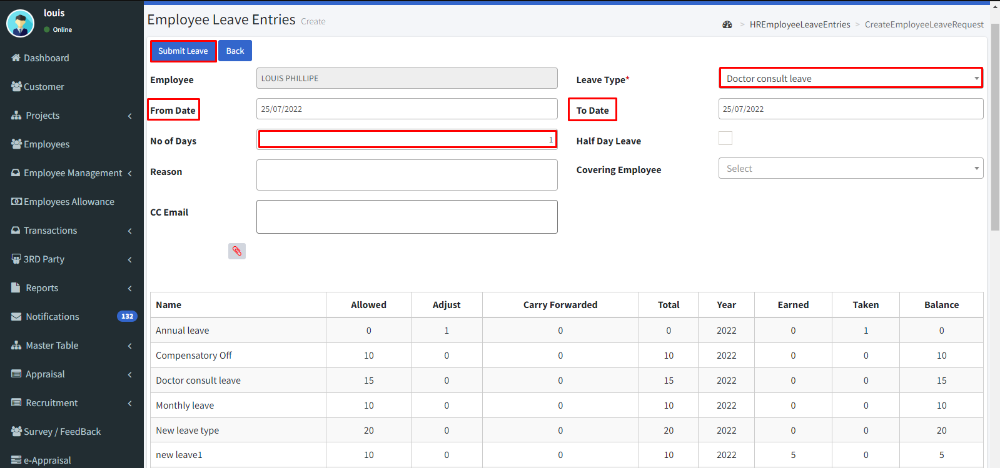 louis
Online
Dashboard
Customer
Projects
Employees
Employee Management
Employees Allowance
Transactions
3RD Party
Reports
Notifications 132
Master Table
Appraisal
Recruitment
Survey / FeedBack
e-Appraisal
Employee Leave Entries Create
> HREmployeeLeaveEntries > CreateEmployeeLeaveRequest
Submit Leave Back
Employee LOUIS PHILLIPE Leave Type* Doctor consult leave
From Date 25/07/2022 To Date 25/07/2022
No of Days 1 Half Day Leave
Reason Covering Employee Select
CC Email
Name Allowed Adjust Carry Forwarded Total Year Earned Taken Balance
Annual leave 0 1 0 0 2022 0 1 0
Compensatory Off 10 0 0 10 2022 0 0 10
Doctor consult leave 15 0 0 15 2022 0 0 15
Monthly leave 10 0 0 10 2022 0 0 10
New leave type 20 0 0 20 2022 0 0 20
new leave1 10 0 0 10 2022 5 0 5